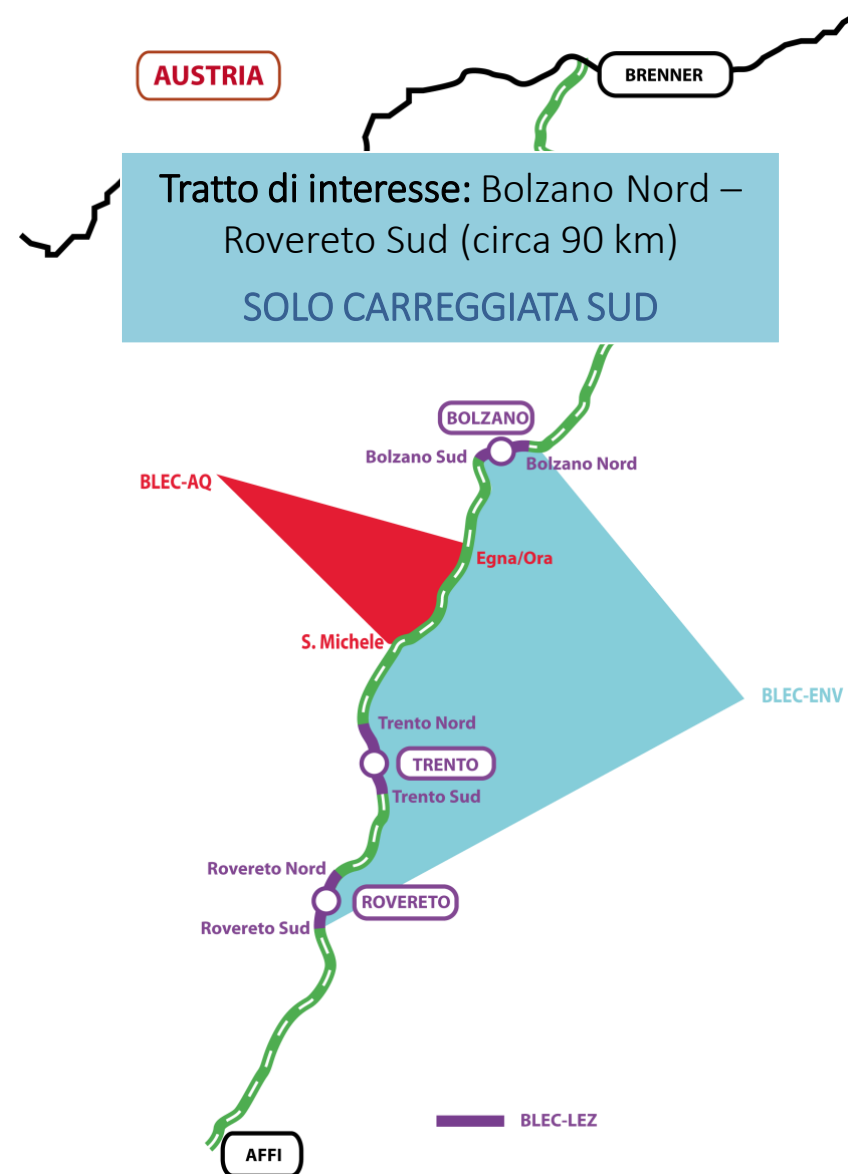 AUSTRIA
BRENNER
Tratto di interesse: Bolzano Nord –
Rovereto Sud (circa 90 km)
SOLO CARREGGIATA SUD
BOLZANO
Bolzano Sud
Bolzano Nord
BLEC-AQ
Egna/Ora
S. Michele
BLEC-ENV
Trento Nord
TRENTO
Trento Sud
Rovereto Nord
ROVERETO
Rovereto Sud
BLEC-LEZ
AFFI